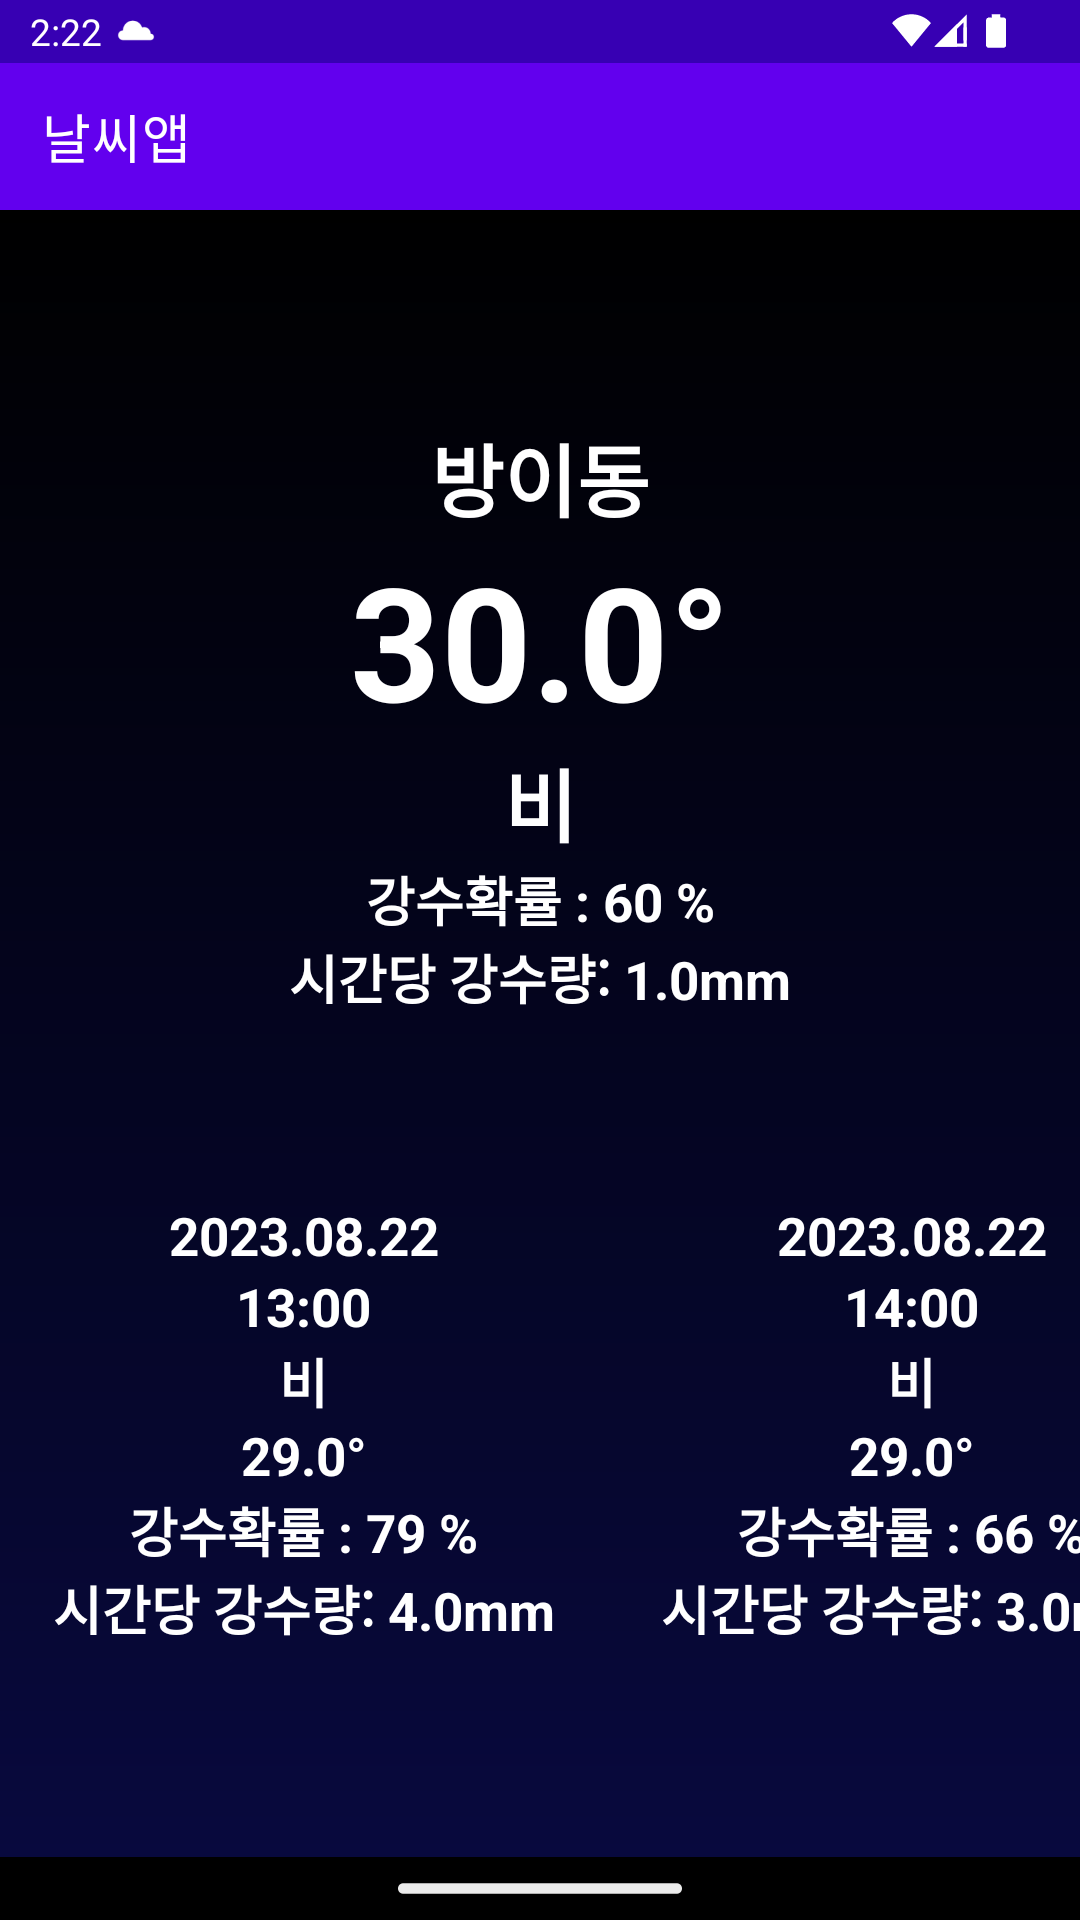 2:22
날씨앱
방이동
30.0°
비
강수확률 : 60 %
시간당 강수량: 1.0mm
2023.08.22
13:00
비
29.0°
강수확률 : 79 %
시간당 강수량: 4.0mm
2023.08.22
14:00
비
29.0°
강수확률 : 66 %
시간당 강수량: 3.0